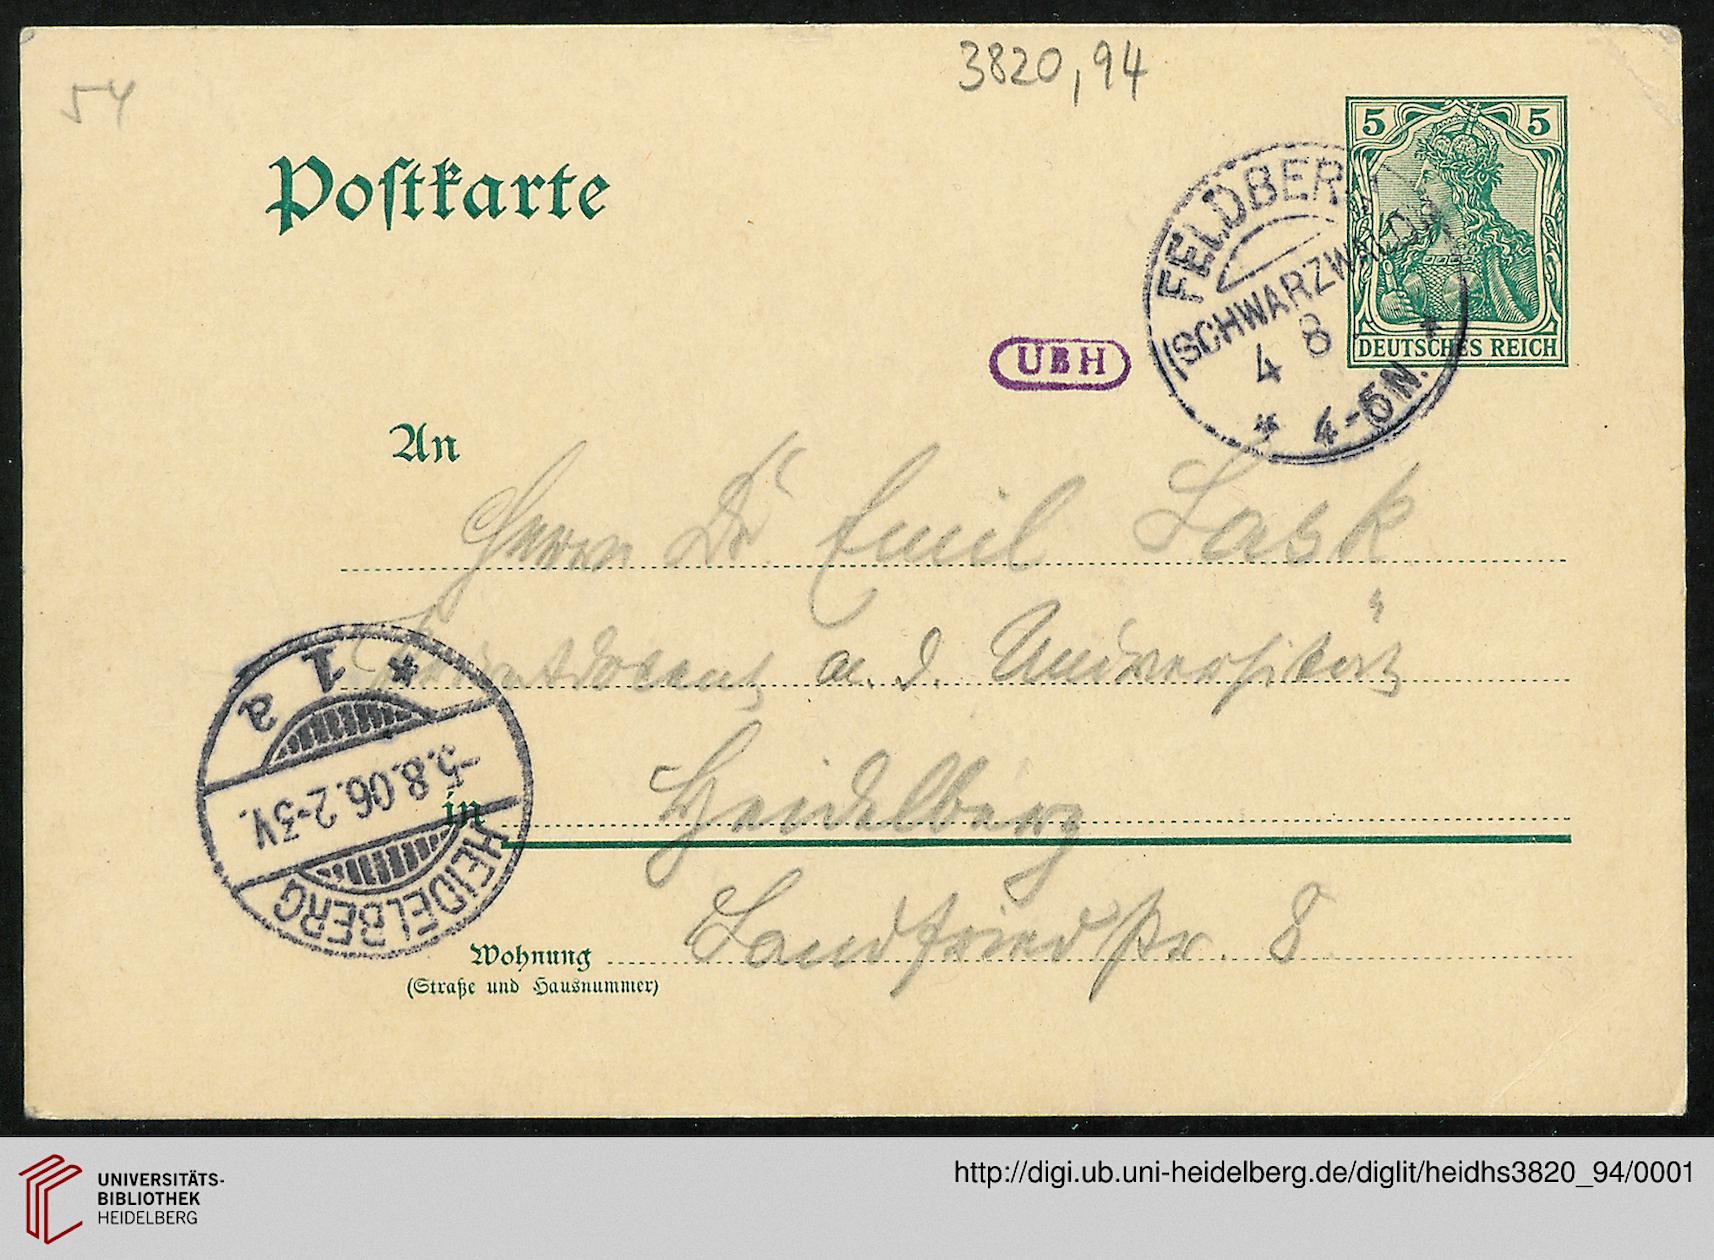 3820,94
54
5 5
Postkarte
FELDBERG
(SCHWARZWALD)
4 8
* 4-5N. *
DEUTSCHES REICH
UBH
An
Herrn Dr Emil Lask
Privatdocent a. d. Universität
in Heidelberg
Wohnung Landfriedstr. 8
(Straße und Hausnummer)
HEIDELBERG
-5.8.06.2-3V.
* 1 a
UNIVERSITÄTS-
BIBLIOTHEK
HEIDELBERG
http://digi.ub.uni-heidelberg.de/diglit/heidhs3820_94/0001